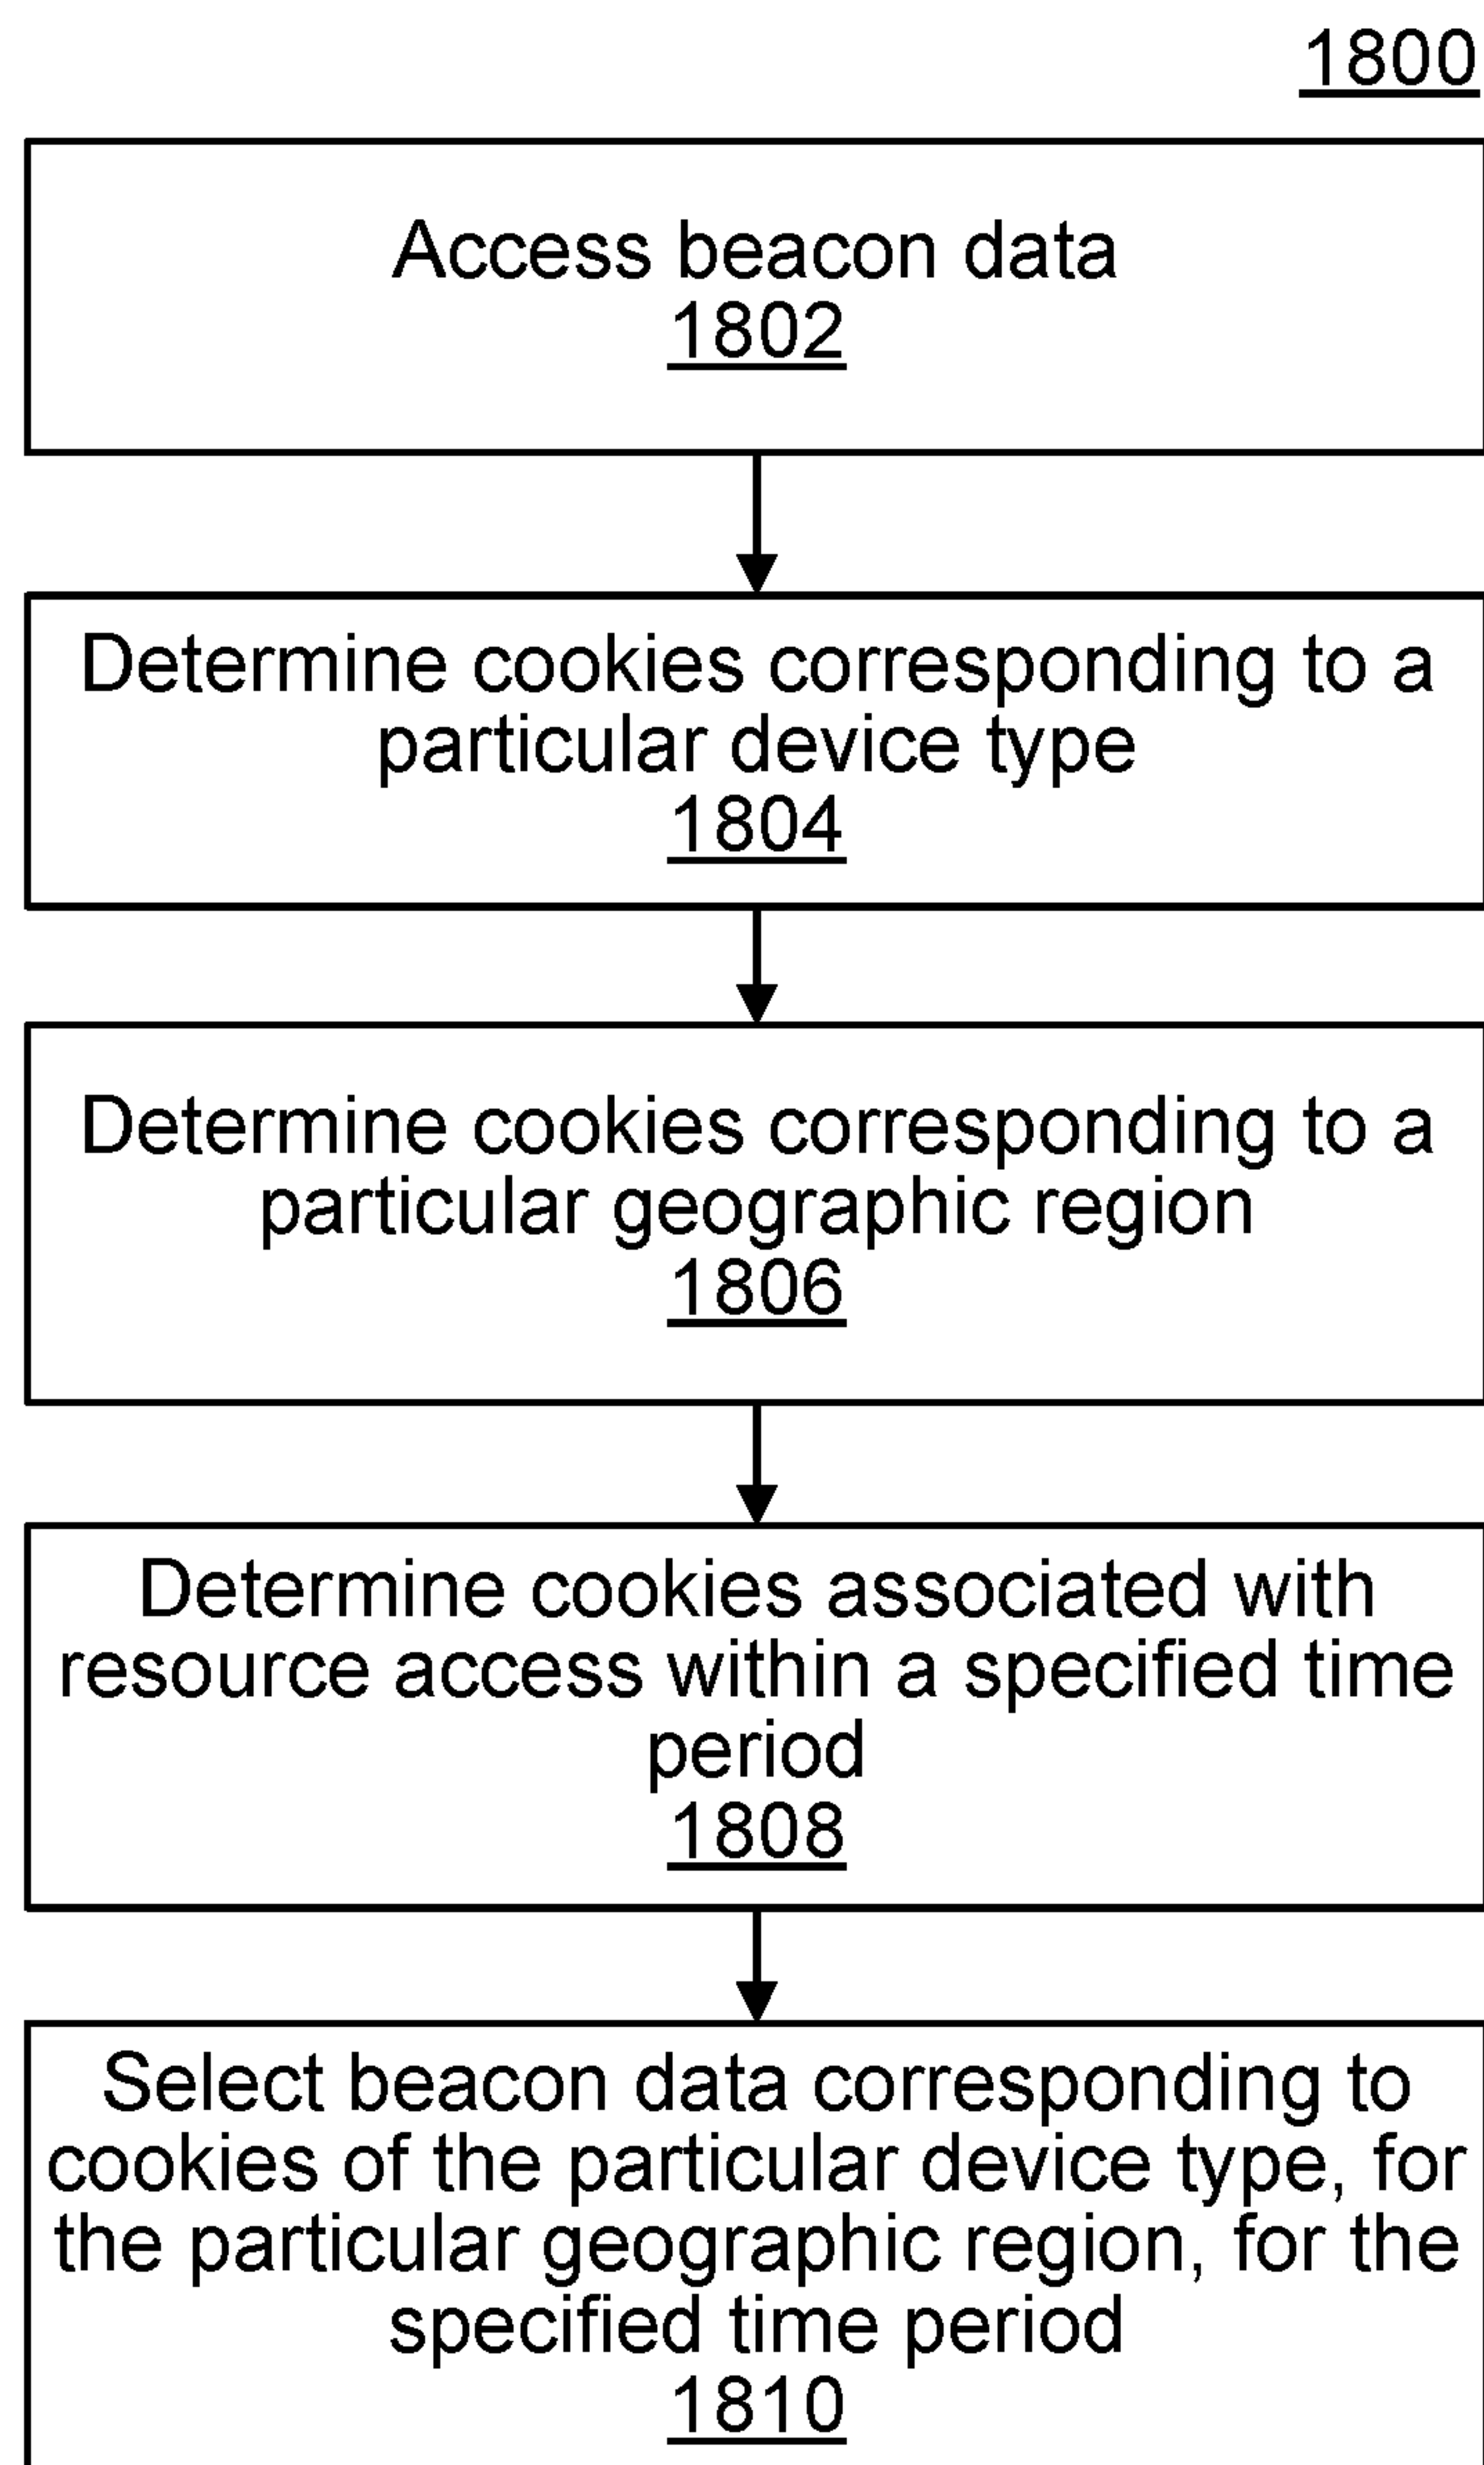 1800
Access beacon data
1802
Determine cookies corresponding to a
particular device type
1804
Determine cookies corresponding to a
particular geographic region
1806
Determine cookies associated with
resource access within a specified time
period
1808
Select beacon data corresponding to
cookies of the particular device type, for
the particular geographic region, for the
specified time period
1810